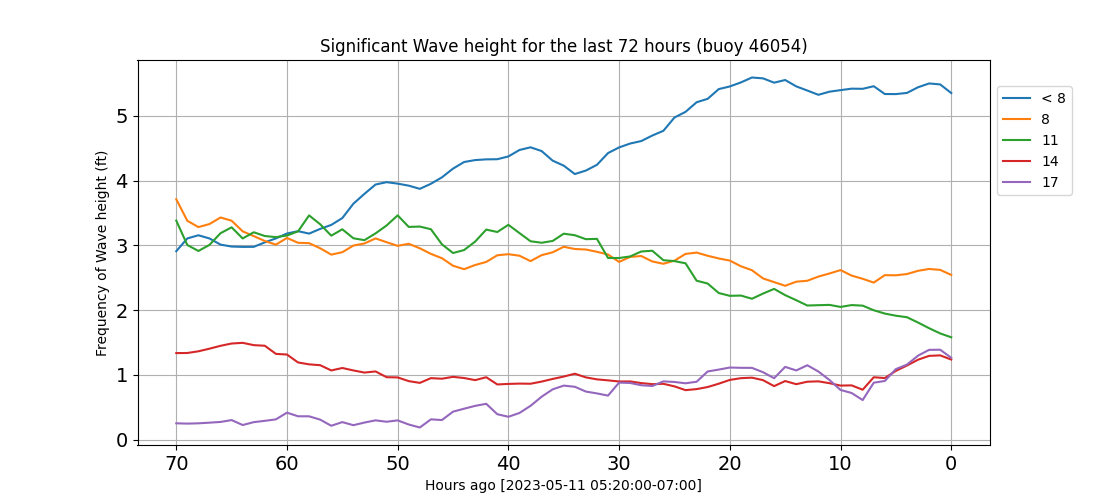 Significant Wave height for the last 72 hours (buoy 46054)
Frequency of Wave height (ft)
5
4
3
2
1
0
70 60 50 40 30 20 10 0
Hours ago [2023-05-11 05:20:00-07:00]
< 8
8
11
14
17